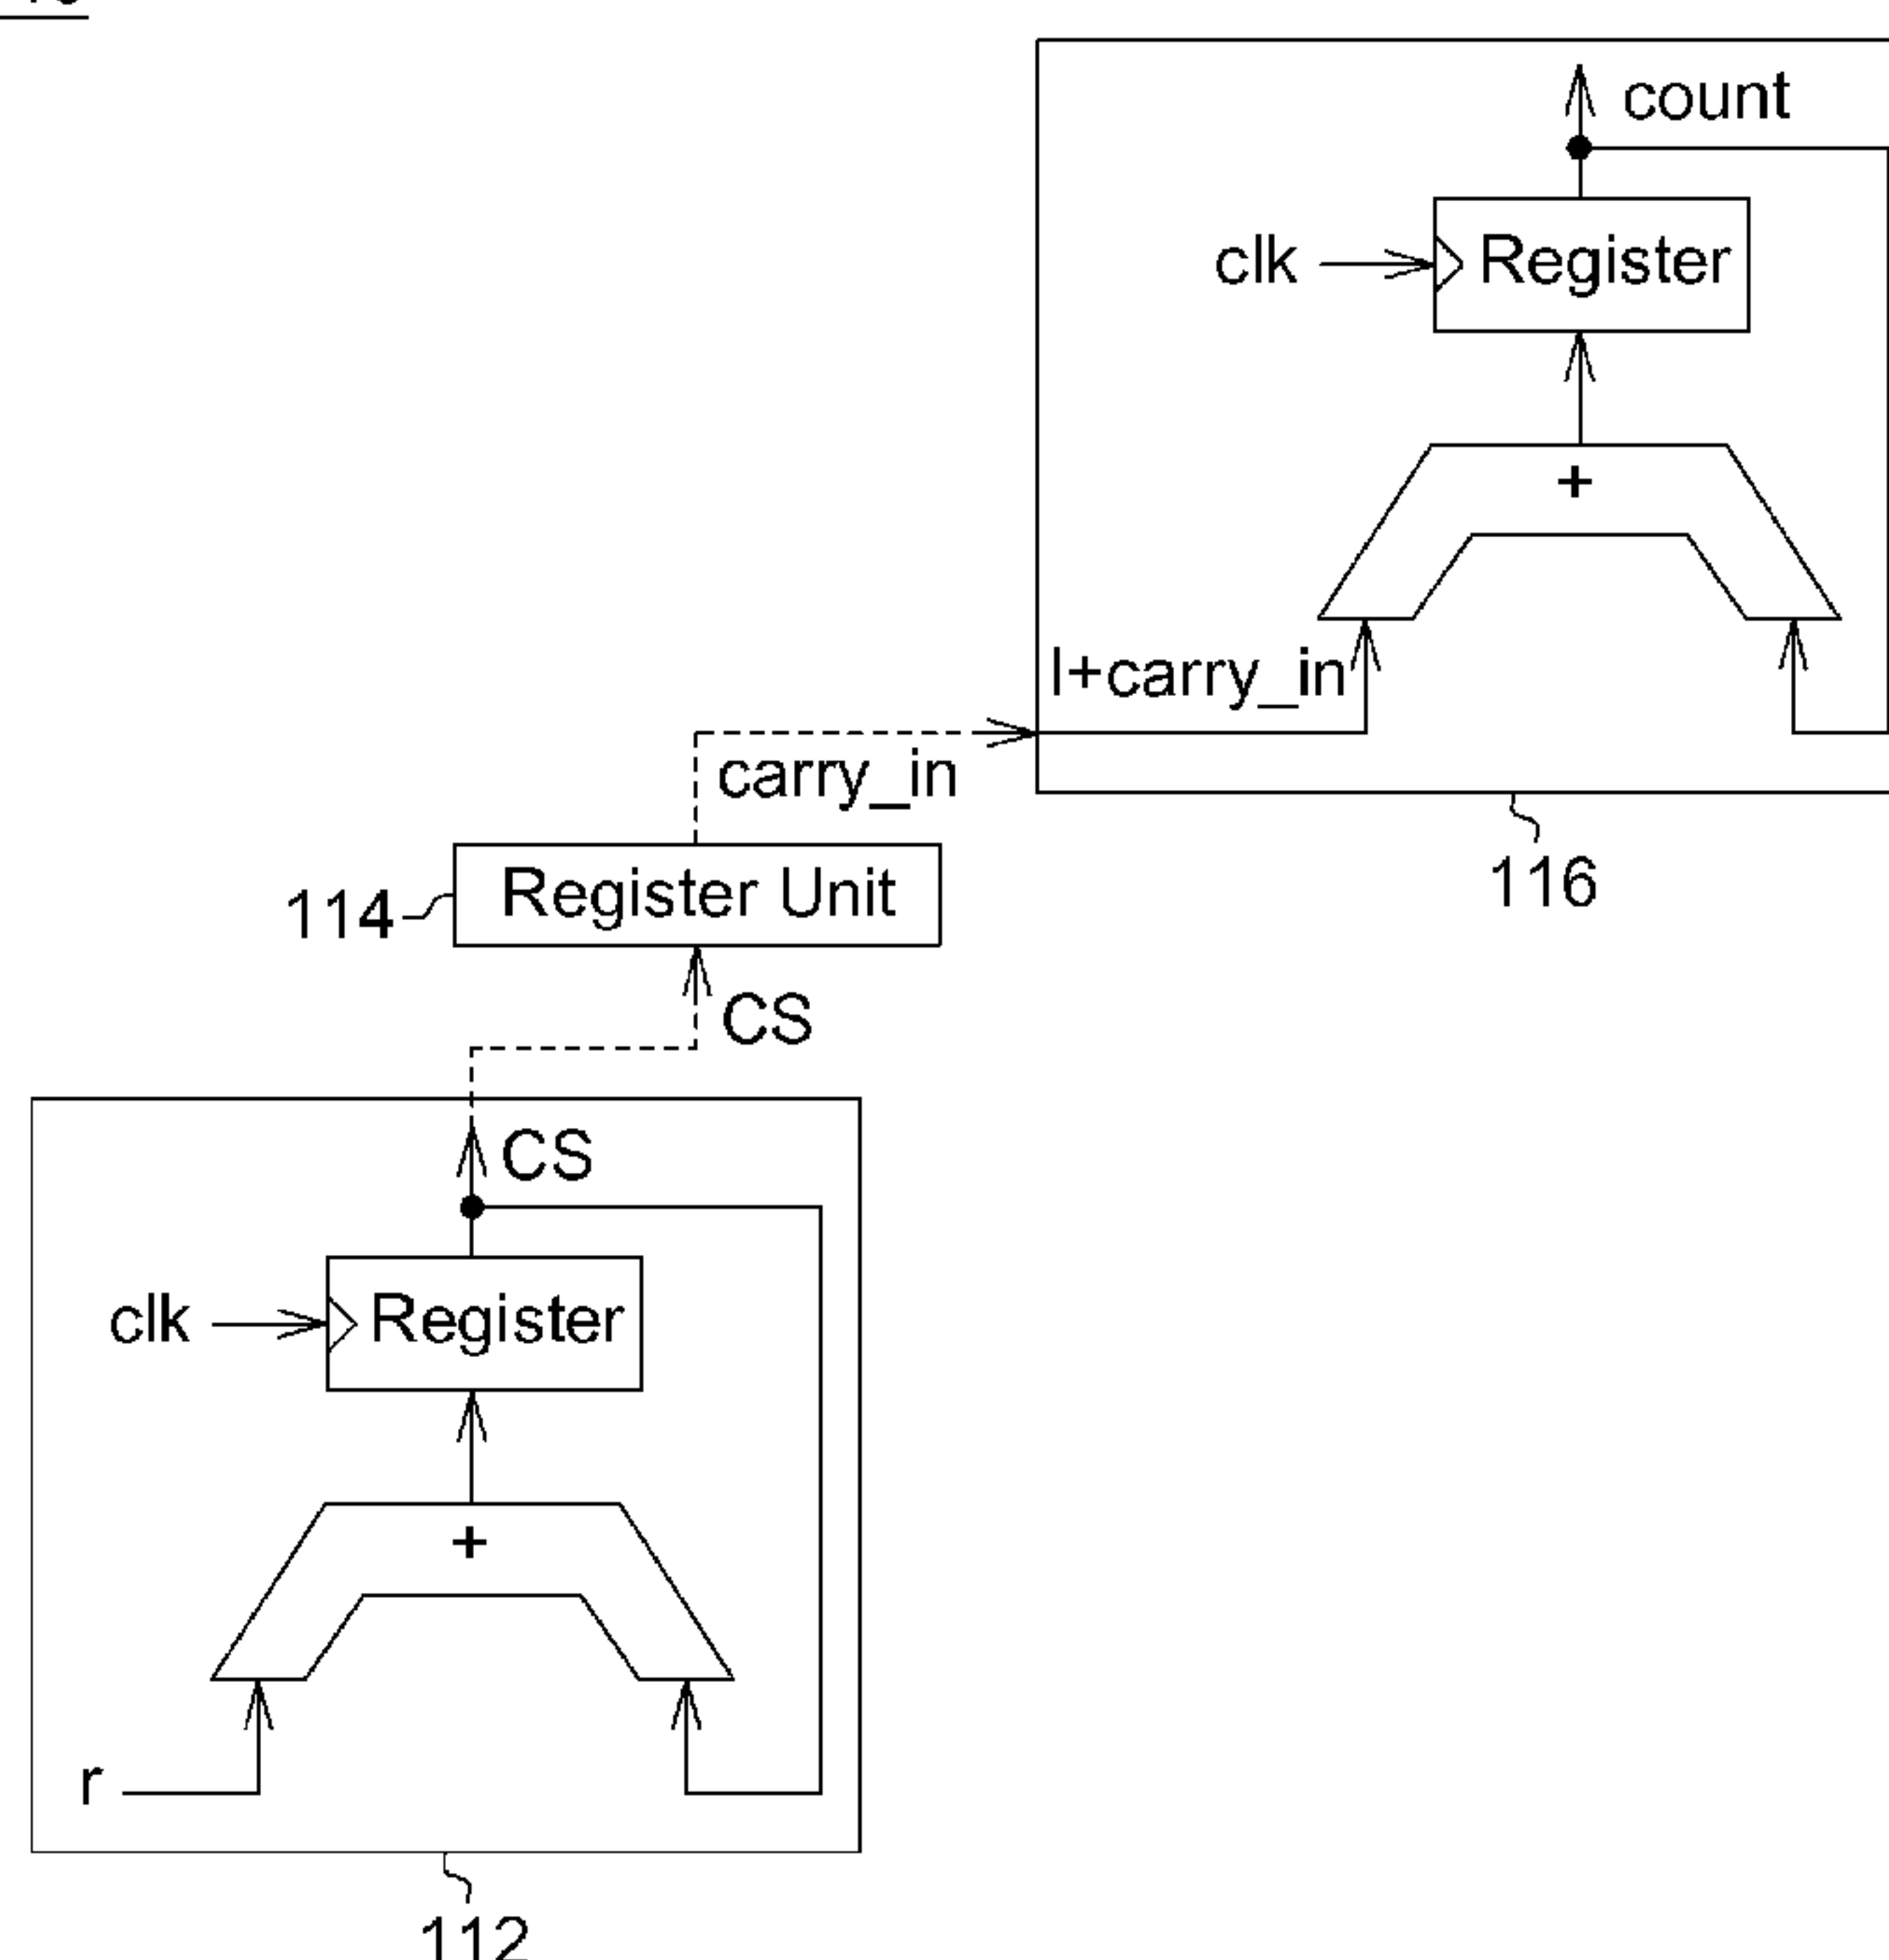 count
clk
Register
+
I+carry_in
carry_in
116
114
Register Unit
CS
CS
clk
Register
+
r
112